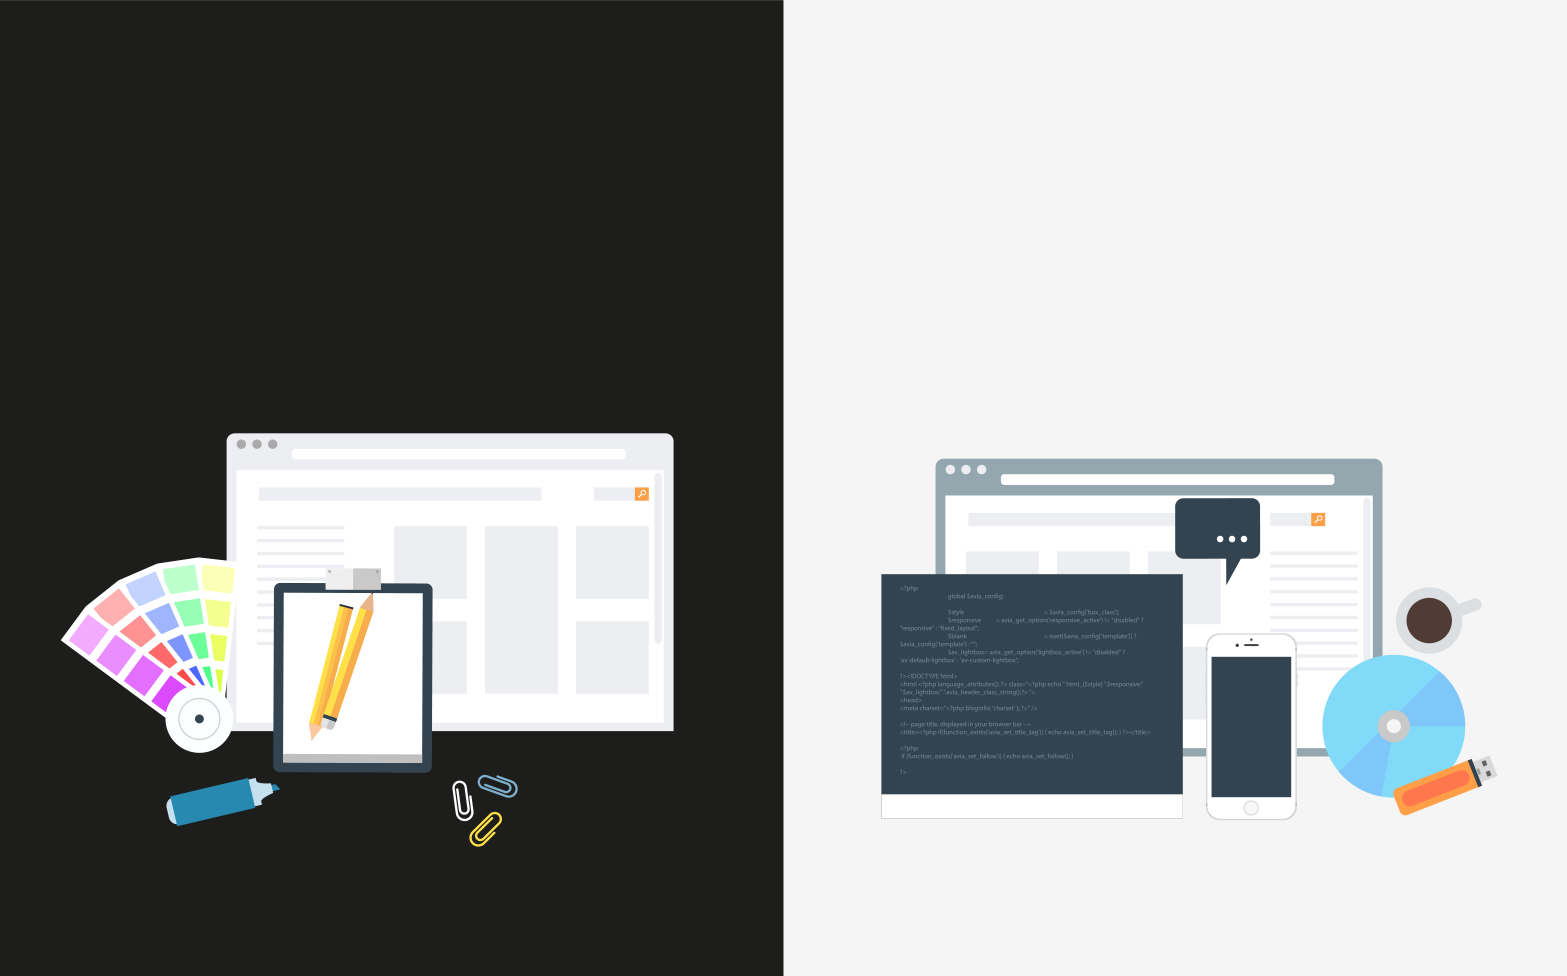 <?php
global $avia_config;
$style = $avia_config['box_class'];
$responsive = avia_get_option('responsive_active') != "disabled" ?
"responsive" : "fixed_layout";
$blank = isset($avia_config['template']) ?
$avia_config['template'] : "";
$av_lightbox = avia_get_option('lightbox_active') != "disabled" ?
'av-default-lightbox' : 'av-custom-lightbox';
?><!DOCTYPE html>
<html <?php language_attributes(); ?> class="<?php echo " html_{$style} ".$responsive."
".$av_lightbox." ".avia_header_class_string();?> ">
<head>
<meta charset="<?php bloginfo( 'charset' ); ?>" />
<!-- page title, displayed in your browser bar -->
<title><?php if(function_exists('avia_set_title_tag')) { echo avia_set_title_tag(); } ?></title>
<?php
if (function_exists('avia_set_follow')) { echo avia_set_follow(); }
?>